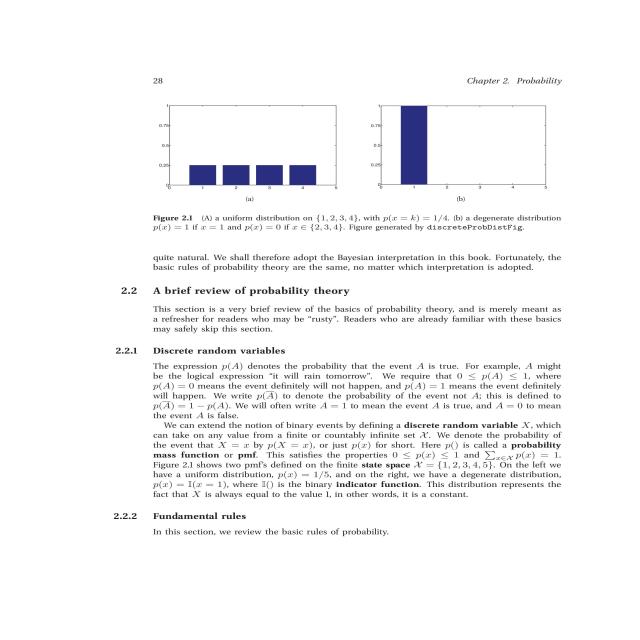 28
Chapter 2. Probability
1
0.75
0.5
0.25
0
0 1 2 3 4 5
(a)
1
0.75
0.5
0.25
0
0 1 2 3 4 5
(b)
Figure 2.1 (A) a uniform distribution on {1, 2, 3, 4}, with p(x = k) = 1/4. (b) a degenerate distribution
p(x) = 1 if x = 1 and p(x) = 0 if x ∈ {2, 3, 4}. Figure generated by discreteProbDistFig.
quite natural. We shall therefore adopt the Bayesian interpretation in this book. Fortunately, the
basic rules of probability theory are the same, no matter which interpretation is adopted.
2.2 A brief review of probability theory
This section is a very brief review of the basics of probability theory, and is merely meant as
a refresher for readers who may be “rusty”. Readers who are already familiar with these basics
may safely skip this section.
2.2.1 Discrete random variables
The expression p(A) denotes the probability that the event A is true. For example, A might
be the logical expression “it will rain tomorrow”. We require that 0 ≤ p(A) ≤ 1, where
p(A) = 0 means the event definitely will not happen, and p(A) = 1 means the event definitely
will happen. We write p(A̅) to denote the probability of the event not A; this is defined to
p(A̅) = 1 − p(A). We will often write A = 1 to mean the event A is true, and A = 0 to mean
the event A is false.
We can extend the notion of binary events by defining a discrete random variable X, which
can take on any value from a finite or countably infinite set 𝒳. We denote the probability of
the event that X = x by p(X = x), or just p(x) for short. Here p() is called a probability
mass function or pmf. This satisfies the properties 0 ≤ p(x) ≤ 1 and ∑x∈𝒳 p(x) = 1.
Figure 2.1 shows two pmf’s defined on the finite state space 𝒳 = {1, 2, 3, 4, 5}. On the left we
have a uniform distribution, p(x) = 1/5, and on the right, we have a degenerate distribution,
p(x) = 𝕀(x = 1), where 𝕀() is the binary indicator function. This distribution represents the
fact that X is always equal to the value 1, in other words, it is a constant.
2.2.2 Fundamental rules
In this section, we review the basic rules of probability.